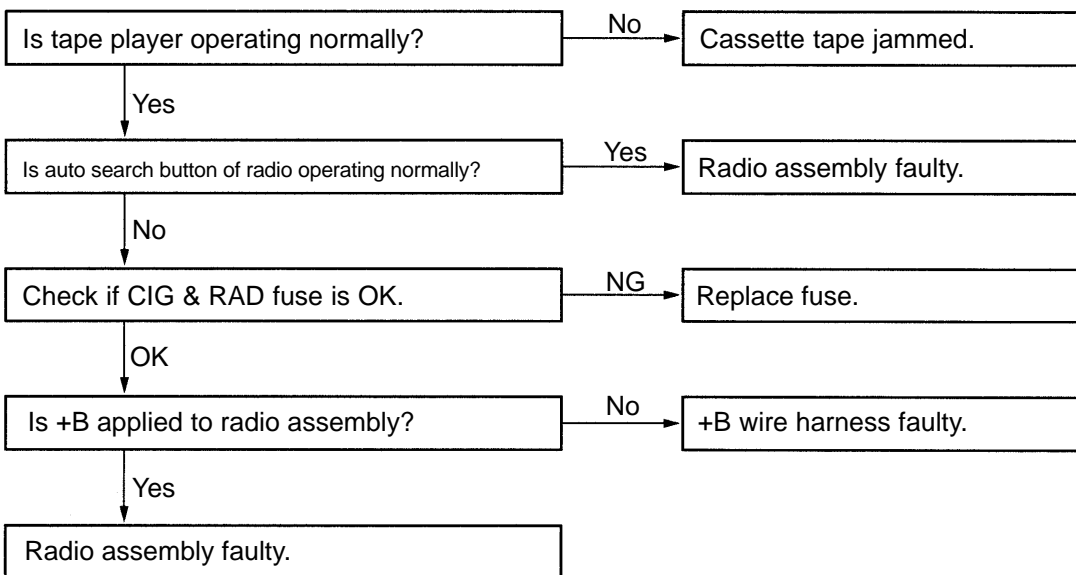 Is tape player operating normally?
No
Cassette tape jammed.
Yes
Is auto search button of radio operating normally?
Yes
Radio assembly faulty.
No
Check if CIG & RAD fuse is OK.
NG
Replace fuse.
OK
Is +B applied to radio assembly?
No
+B wire harness faulty.
Yes
Radio assembly faulty.